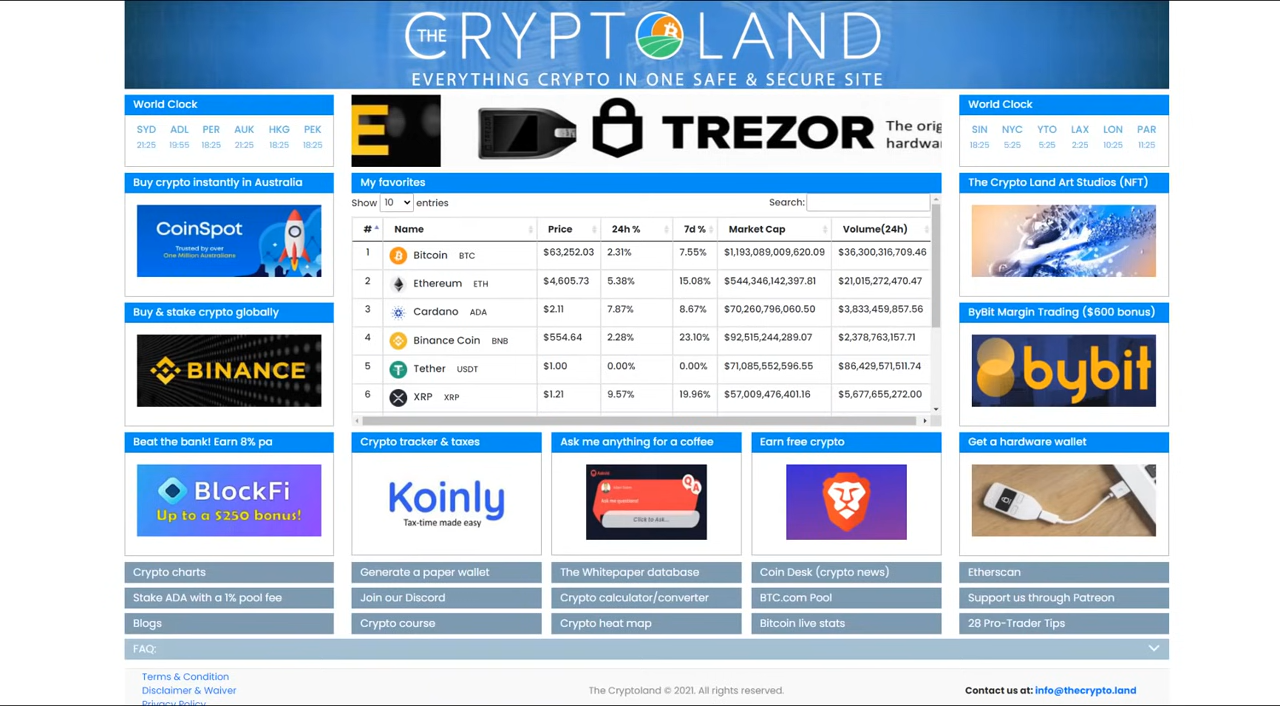 THE CRYPTOLAND
EVERYTHING CRYPTO IN ONE SAFE & SECURE SITE
World Clock
SYD ADL PER AUK HKG PEK
21:25 19:55 18:25 21:25 18:25 18:25
E
TREZOR
The orig
hardwa
World Clock
SIN NYC YTO LAX LON PAR
18:25 5:25 5:25 2:25 10:25 11:25
Buy crypto instantly in Australia
CoinSpot
Trusted by over
One Million Australians
Buy & stake crypto globally
BINANCE
My favorites
Show 10 entries
Search:
# Name Price 24h % 7d % Market Cap Volume(24h)
1 Bitcoin BTC $63,252.03 2.31% 7.55% $1,193,089,009,620.09 $36,300,316,709.46
2 Ethereum ETH $4,605.73 5.38% 15.08% $544,346,142,397.81 $21,015,272,470.47
3 Cardano ADA $2.11 7.87% 8.67% $70,260,796,060.50 $3,833,459,857.56
4 Binance Coin BNB $554.64 2.28% 23.10% $92,515,244,289.07 $2,378,763,157.71
5 Tether USDT $1.00 0.00% 0.00% $71,085,552,596.55 $86,429,571,511.74
6 XRP XRP $1.21 9.57% 19.96% $57,009,476,401.16 $5,677,655,272.00
The Crypto Land Art Studios (NFT)
ByBit Margin Trading ($600 bonus)
bybit
Beat the bank! Earn 8% pa
BlockFi
Up to a $250 bonus!
Crypto tracker & taxes
Koinly
Tax-time made easy
Ask me anything for a coffee
QA
Click to Ask...
Earn free crypto
Get a hardware wallet
Crypto charts
Generate a paper wallet
The Whitepaper database
Coin Desk (crypto news)
Etherscan
Stake ADA with a 1% pool fee
Join our Discord
Crypto calculator/converter
BTC.com Pool
Support us through Patreon
Blogs
Crypto course
Crypto heat map
Bitcoin live stats
28 Pro-Trader Tips
FAQ:
Terms & Condition
Disclaimer & Waiver
Privacy Policy
The Cryptoland © 2021. All rights reserved.
Contact us at: info@thecrypto.land